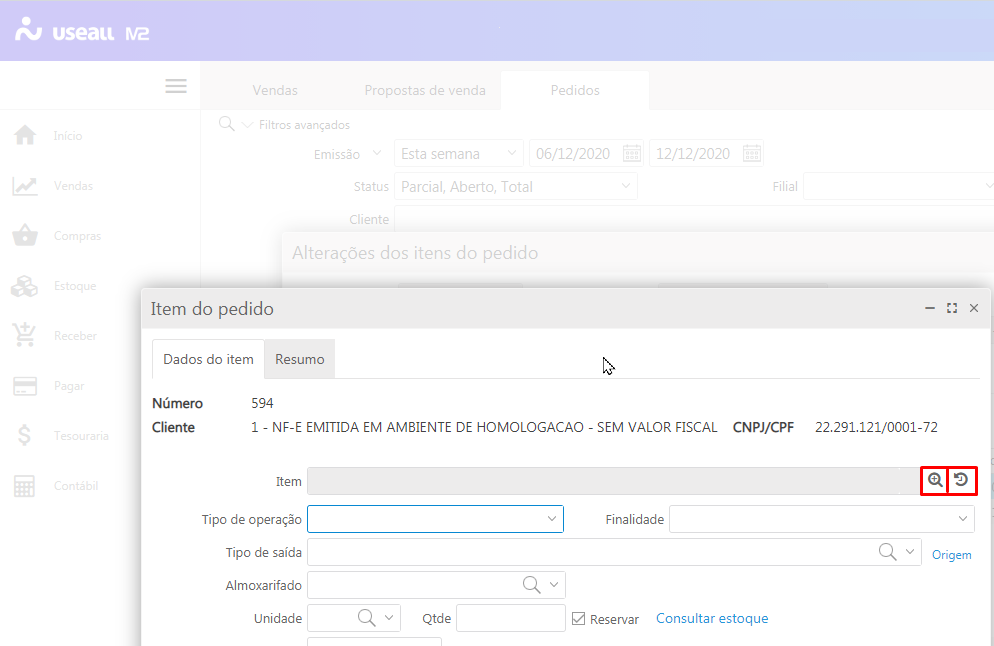 useall M2
Vendas Propostas de venda Pedidos
Início
Filtros avançados
Emissão Esta semana 06/12/2020 12/12/2020
Vendas
Status Parcial, Aberto, Total Filial
Cliente
Compras
Alterações dos itens do pedido
Estoque
Item do pedido
Receber
Dados do item Resumo
Pagar
Número 594
Cliente 1 - NF-E EMITIDA EM AMBIENTE DE HOMOLOGACAO - SEM VALOR FISCAL CNPJ/CPF 22.291.121/0001-72
Tesouraria
Contábil
Item
Tipo de operação Finalidade
Tipo de saída Origem
Almoxarifado
Unidade Qtde Reservar Consultar estoque